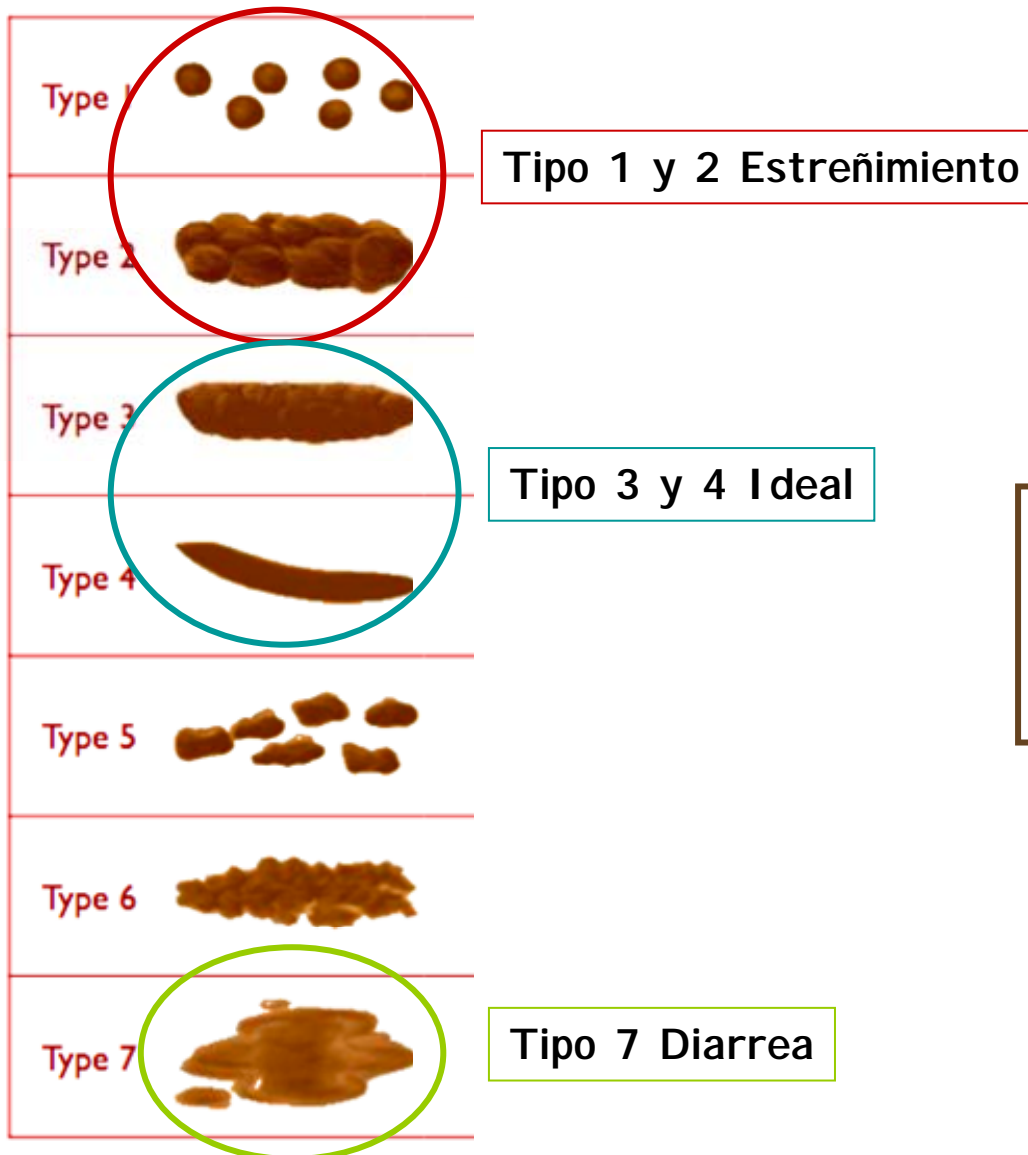 Type 1
Tipo 1 y 2 Estreñimiento
Type 2
Type 3
Tipo 3 y 4 Ideal
Type 4
Type 5
Type 6
Type 7
Tipo 7 Diarrea